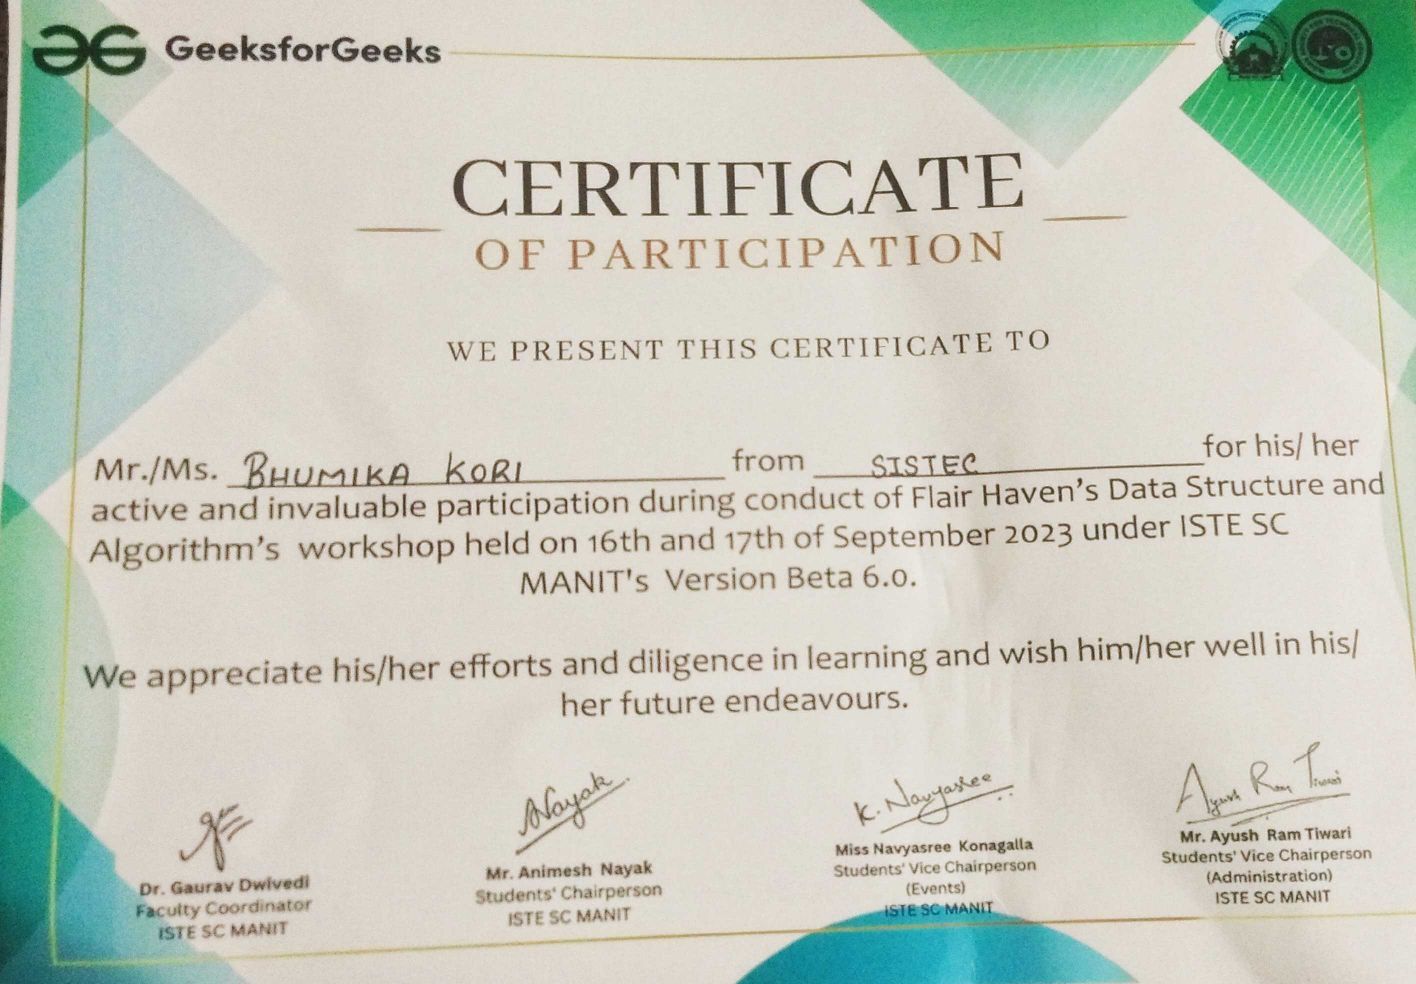 GeeksforGeeks
CERTIFICATE
OF PARTICIPATION
WE PRESENT THIS CERTIFICATE TO
Mr./Ms. BHUMIKA KORI from SISTEC for his/ her
active and invaluable participation during conduct of Flair Haven's Data Structure and
Algorithm's workshop held on 16th and 17th of September 2023 under ISTE SC
MANIT's Version Beta 6.0.
We appreciate his/her efforts and diligence in learning and wish him/her well in his/
her future endeavours.
Nayak
K. Navyasree
Ayush Ram Tiwari
Dr. Gaurav Dwivedi
Faculty Coordinator
ISTE SC MANIT
Mr. Animesh Nayak
Students' Chairperson
ISTE SC MANIT
Miss Navyasree Konagalla
Students' Vice Chairperson
(Events)
ISTE SC MANIT
Mr. Ayush Ram Tiwari
Students' Vice Chairperson
(Administration)
ISTE SC MANIT